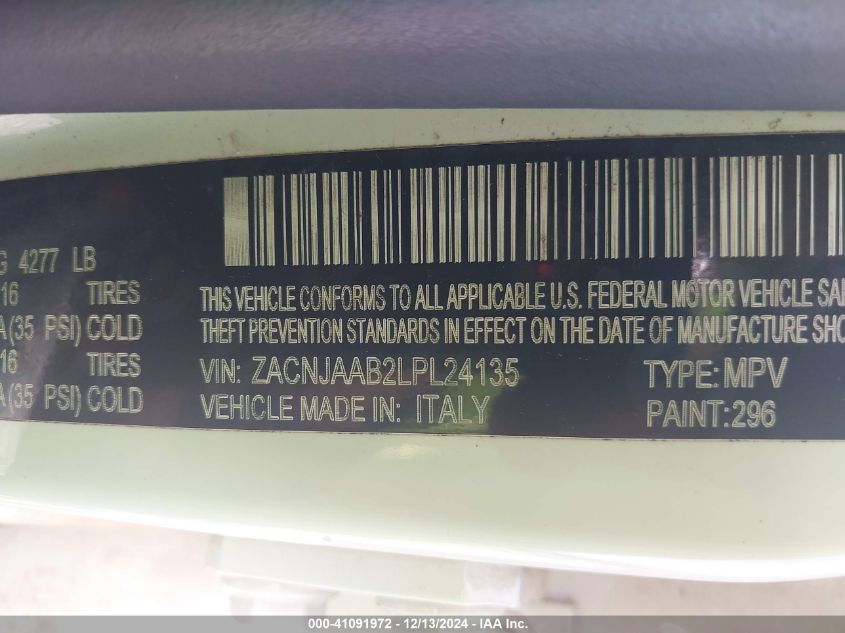 G 4277 LB
16 TIRES
A (35 PSI) COLD
16 TIRES
A (35 PSI) COLD
THIS VEHICLE CONFORMS TO ALL APPLICABLE U.S. FEDERAL MOTOR VEHICLE SA
THEFT PREVENTION STANDARDS IN EFFECT ON THE DATE OF MANUFACTURE SHO
VIN: ZACNJAAB2LPL24135 TYPE: MPV
VEHICLE MADE IN: ITALY PAINT:296
000-41091972 - 12/13/2024 - IAA Inc.